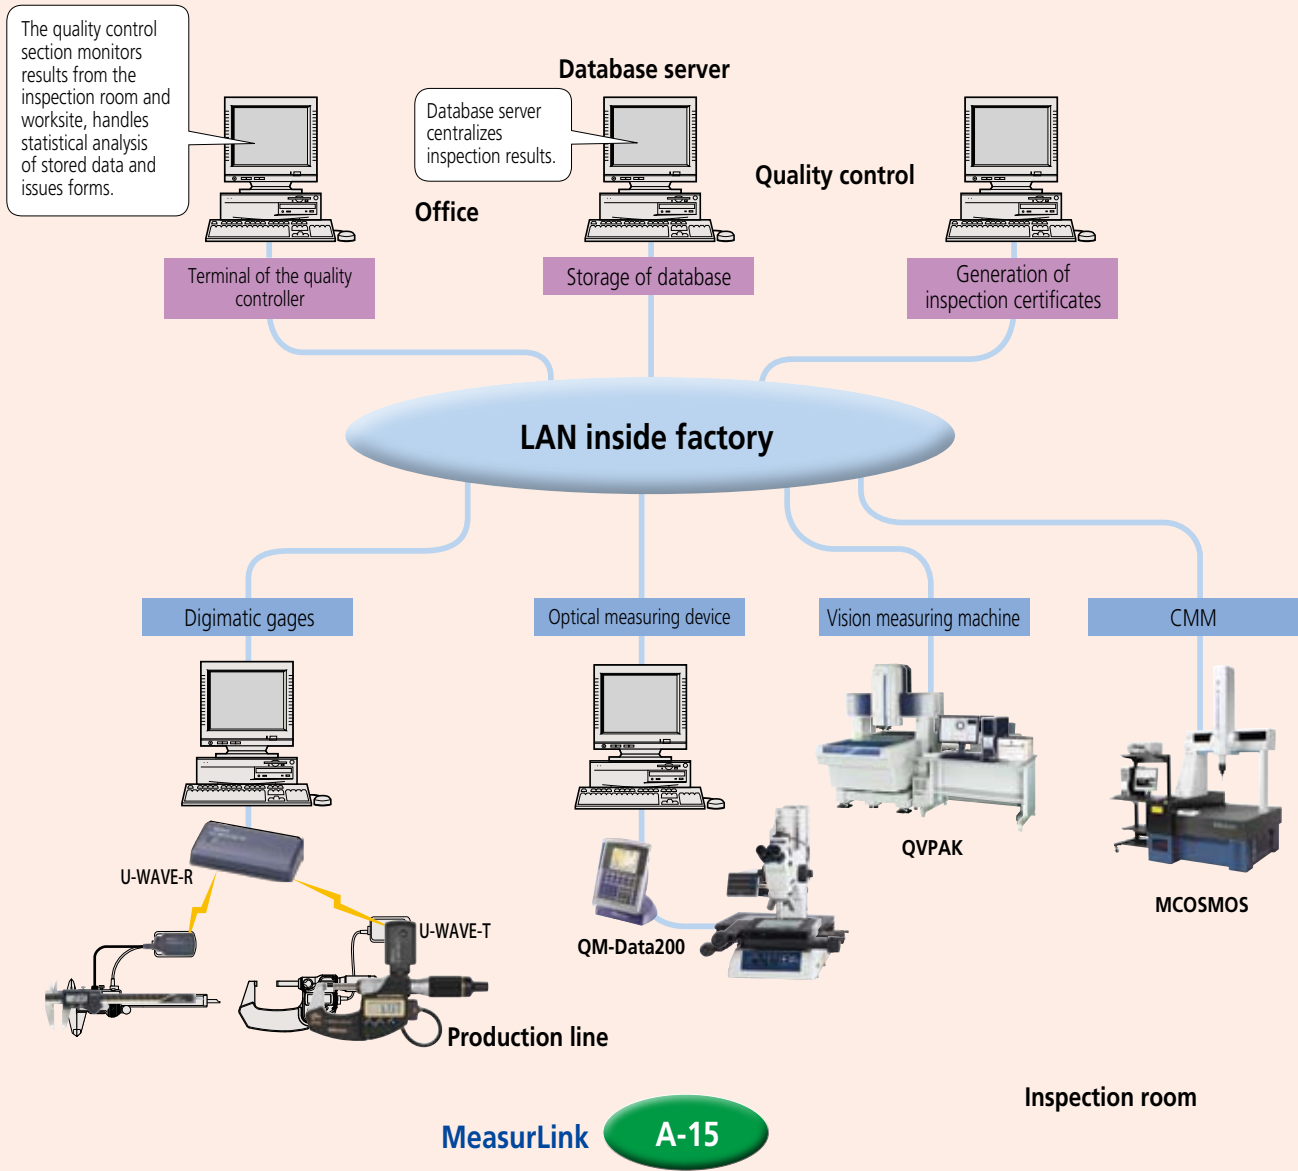 The quality control
section monitors
results from the
inspection room and
worksite, handles
statistical analysis
of stored data and
issues forms.
Database server
Database server
centralizes
inspection results.
Quality control
Office
Terminal of the quality
controller
Storage of database
Generation of
inspection certificates
LAN inside factory
Digimatic gages
Optical measuring device
Vision measuring machine
CMM
U-WAVE-R
U-WAVE-T
QM-Data200
QVPAK
MCOSMOS
Production line
Inspection room
MeasurLink
A-15